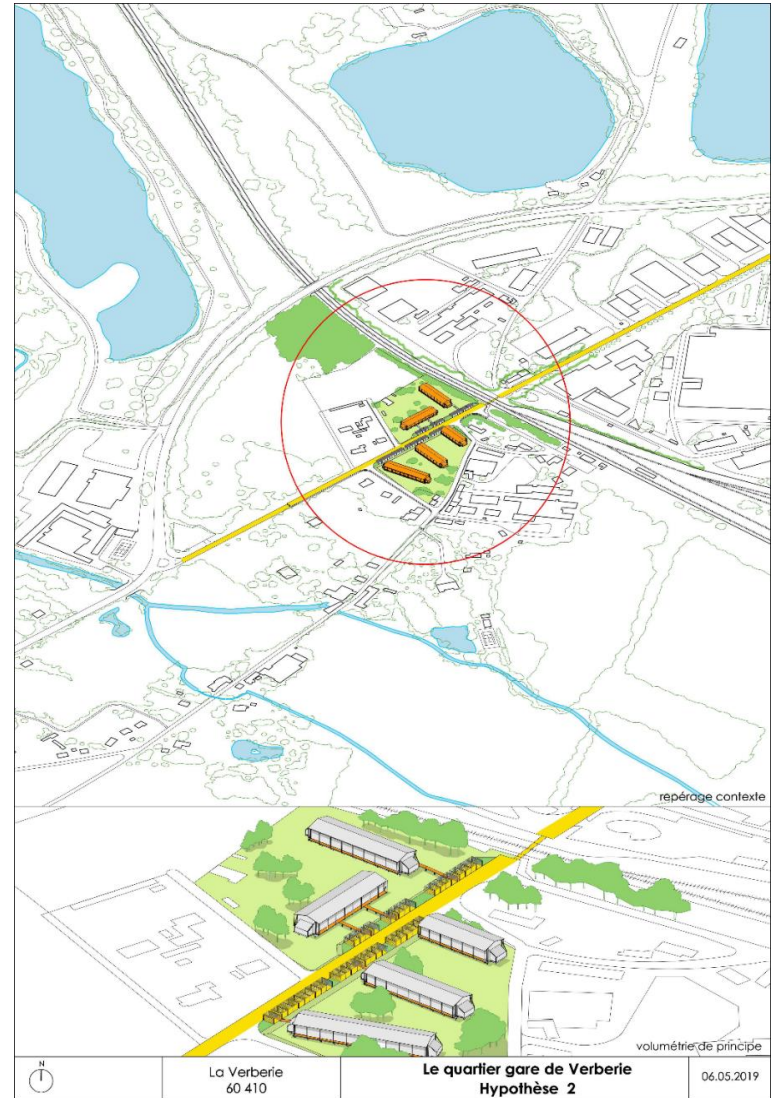 repérage contexte
volumétrie de principe
N
La Verberie
60 410
Le quartier gare de Verberie
Hypothèse 2
06.05.2019